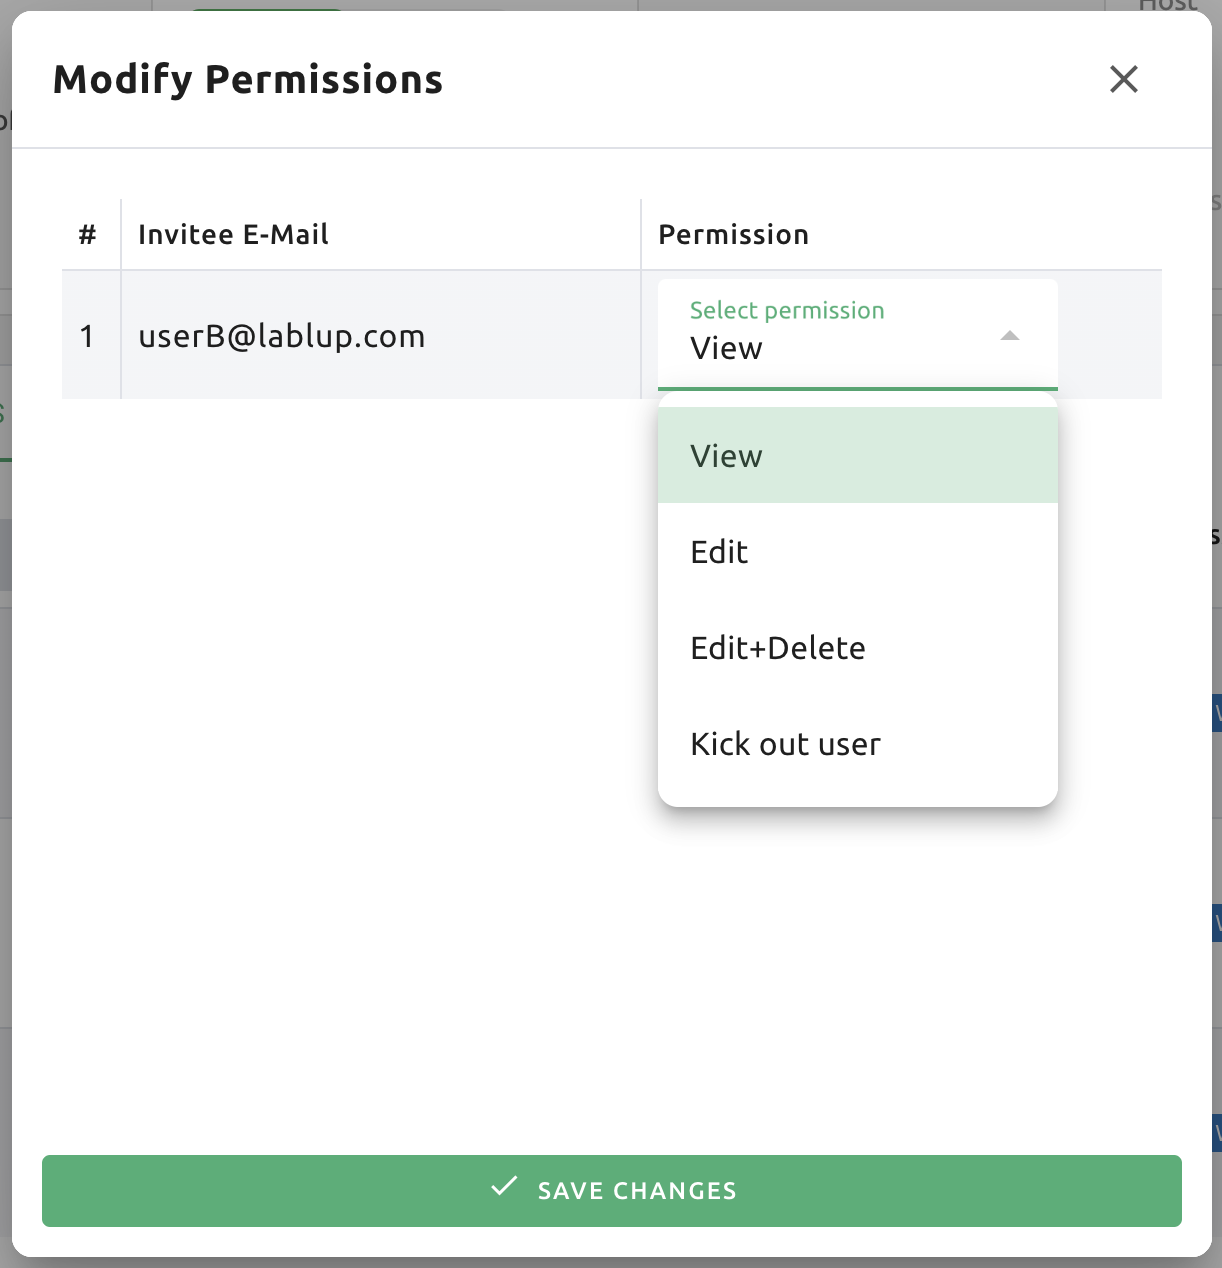 Host
Modify Permissions
# Invitee E-Mail Permission
1 userB@lablup.com
Select permission
View
View
Edit
Edit+Delete
Kick out user
SAVE CHANGES